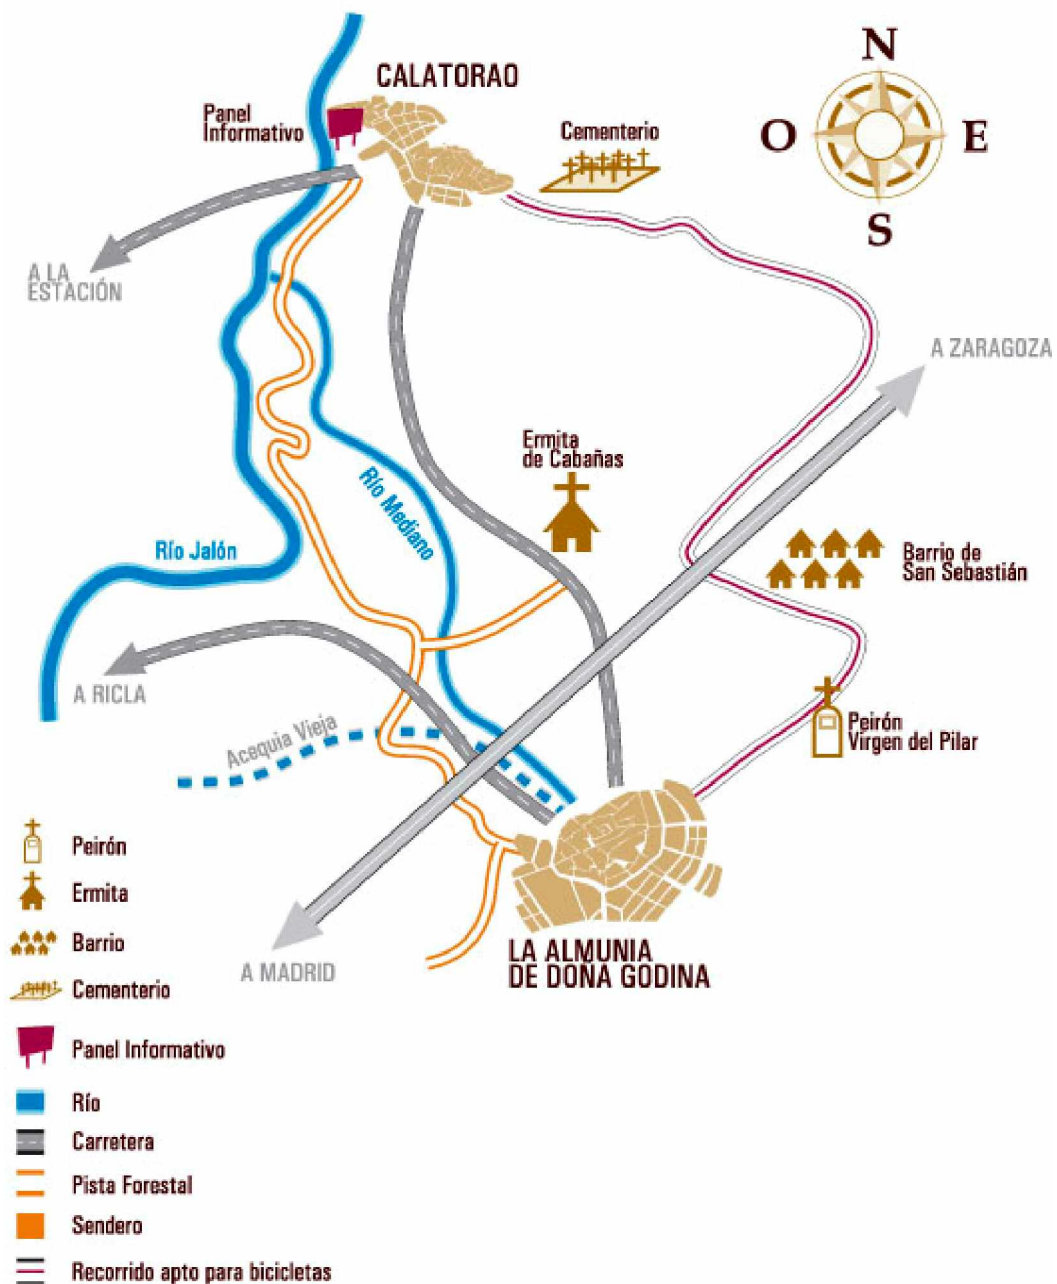 N
O
E
S
CALATORAO
Panel
Informativo
Cementerio
A LA
ESTACIÓN
A ZARAGOZA
Ermita
de Cabañas
Río Mediano
Río Jalón
Barrio de
San Sebastián
A RICLA
Acequia Vieja
Peirón
Virgen del Pilar
A MADRID
LA ALMUNIA
DE DOÑA GODINA
Peirón
Ermita
Barrio
Cementerio
Panel Informativo
Río
Carretera
Pista Forestal
Sendero
Recorrido apto para bicicletas